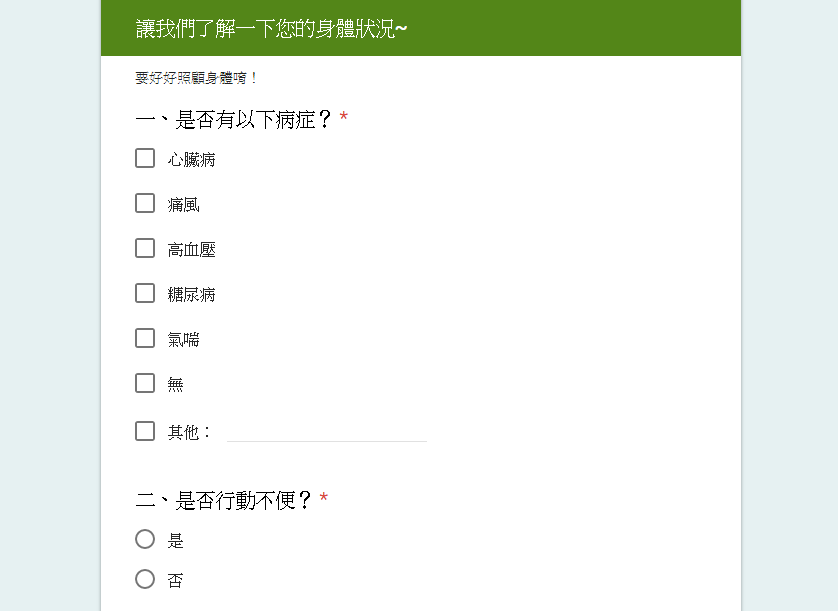 讓我們了解一下您的身體狀況~
要好好照顧身體唷！
一、是否有以下病症？ *
心臟病
痛風
高血壓
糖尿病
氣喘
無
其他：
二、是否行動不便？ *
是
否